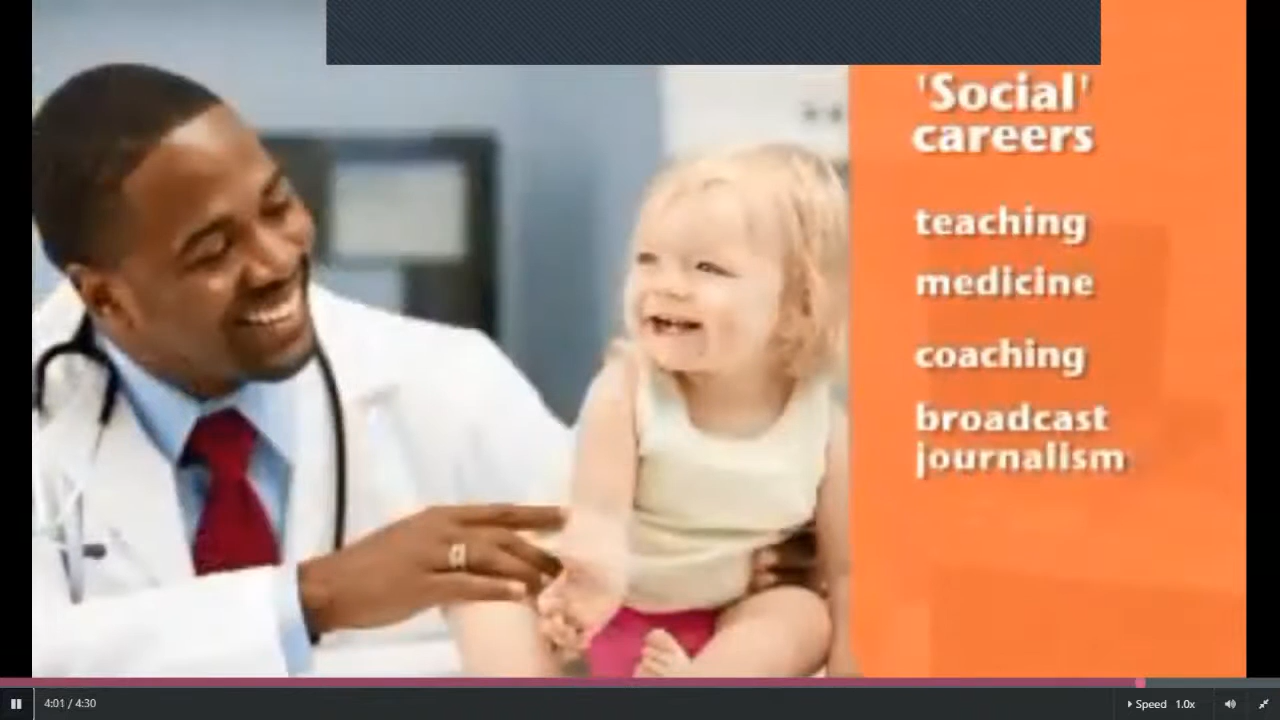 'Social'
careers
teaching
medicine
coaching
broadcast
journalism
4:01 / 4:30
Speed 1.0x